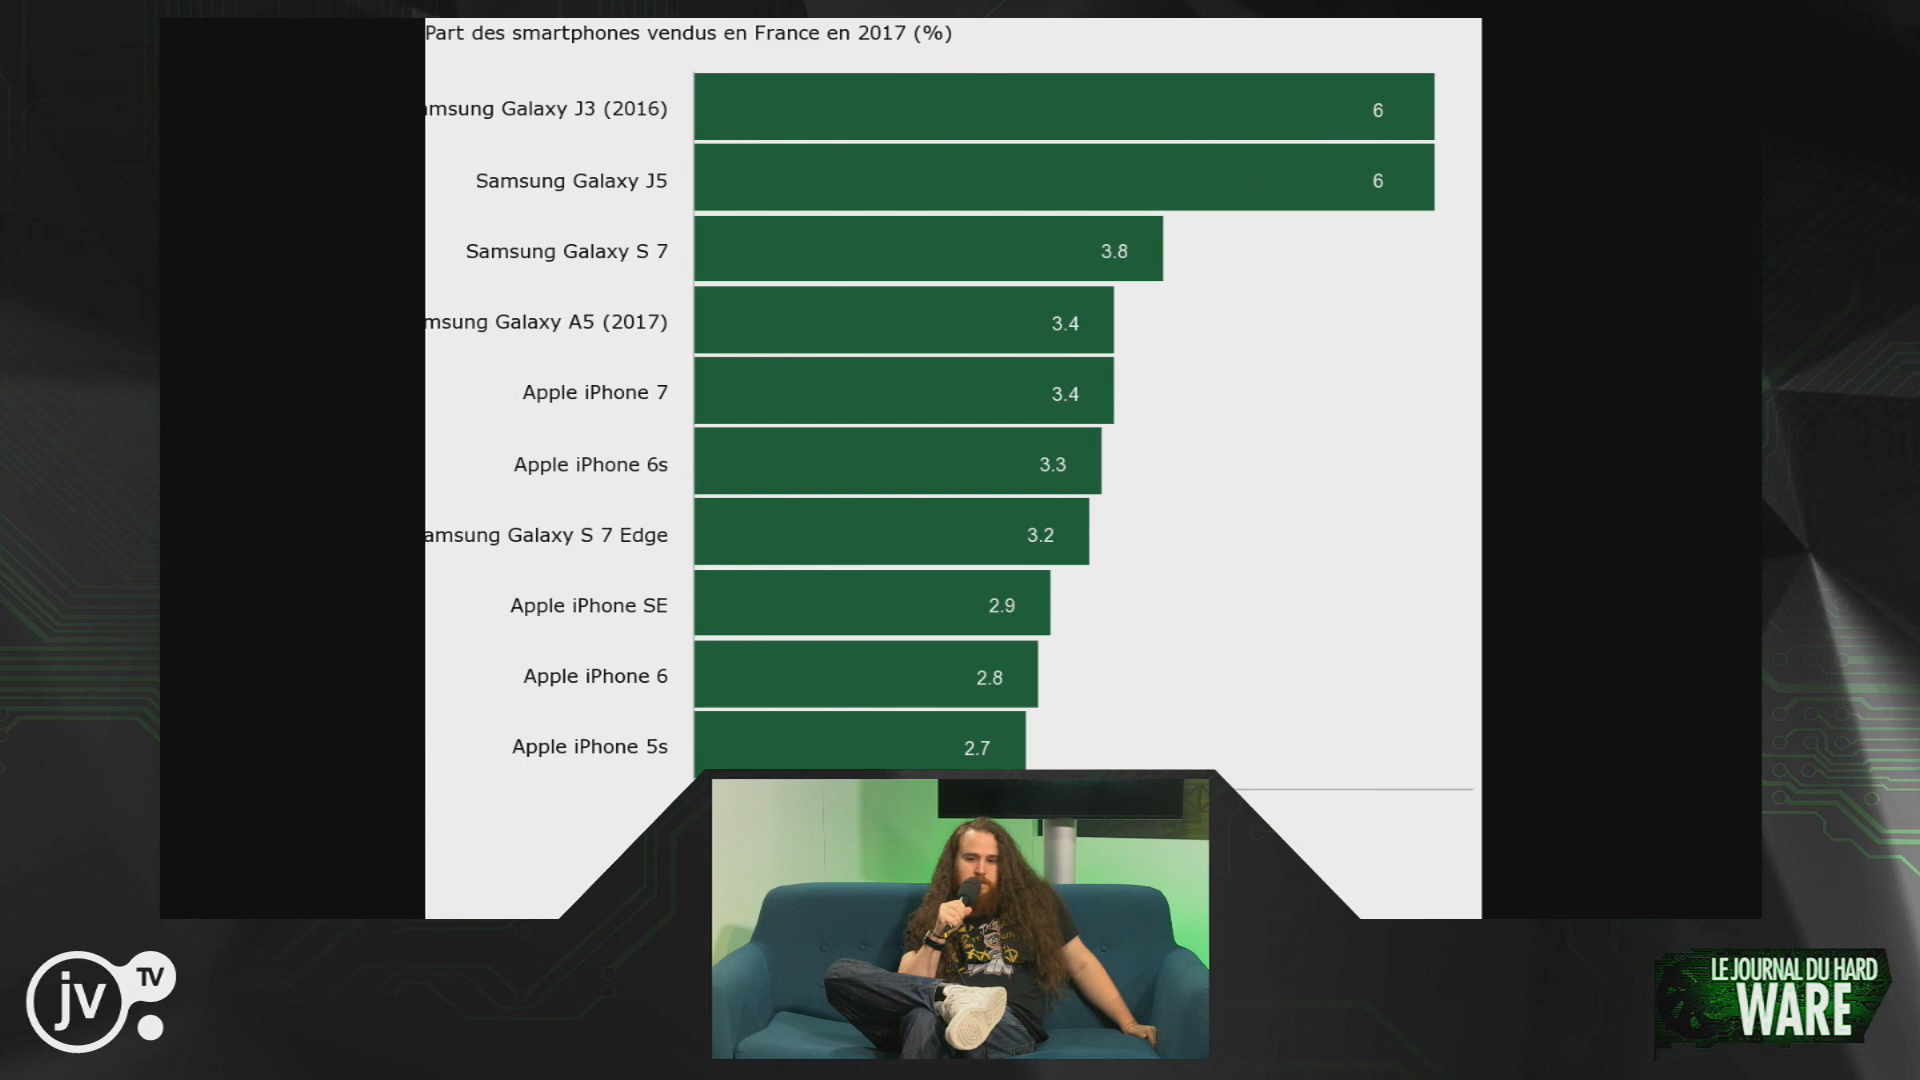 Part des smartphones vendus en France en 2017 (%)
amsung Galaxy J3 (2016)
6
Samsung Galaxy J5
6
Samsung Galaxy S 7
3.8
msung Galaxy A5 (2017)
3.4
Apple iPhone 7
3.4
Apple iPhone 6s
3.3
amsung Galaxy S 7 Edge
3.2
Apple iPhone SE
2.9
Apple iPhone 6
2.8
Apple iPhone 5s
2.7
jv TV
LE JOURNAL DU HARD
WARE